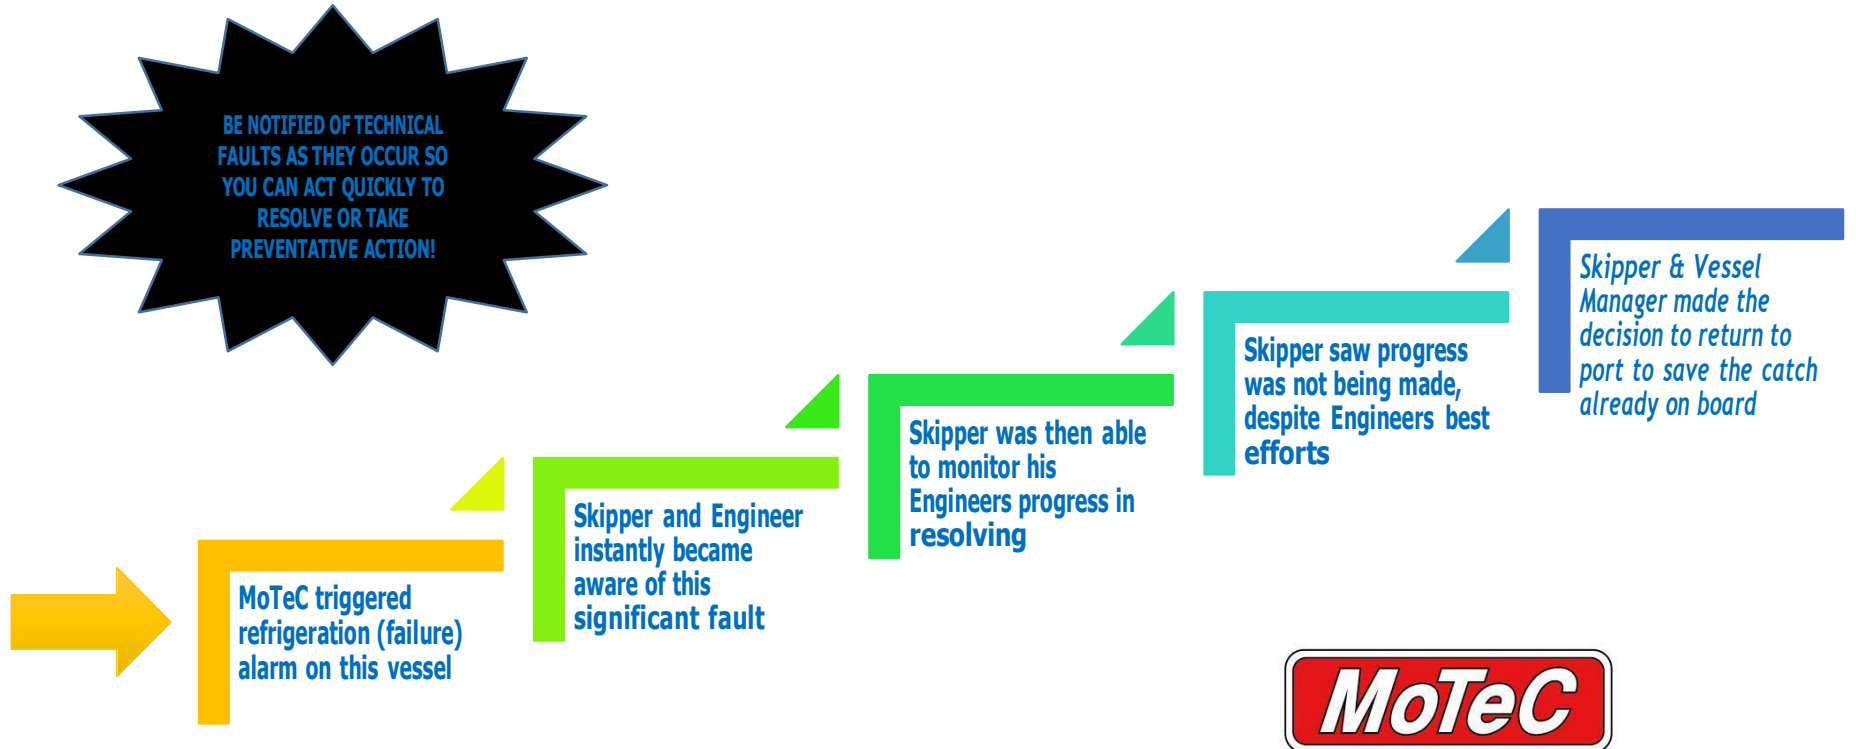 BE NOTIFIED OF TECHNICAL
FAULTS AS THEY OCCUR SO
YOU CAN ACT QUICKLY TO
RESOLVE OR TAKE
PREVENTATIVE ACTION!
MoTeC triggered
refrigeration (failure)
alarm on this vessel
Skipper and Engineer
instantly became
aware of this
significant fault
Skipper was then able
to monitor his
Engineers progress in
resolving
Skipper saw progress
was not being made,
despite Engineers best
efforts
Skipper & Vessel
Manager made the
decision to return to
port to save the catch
already on board
MoTeC